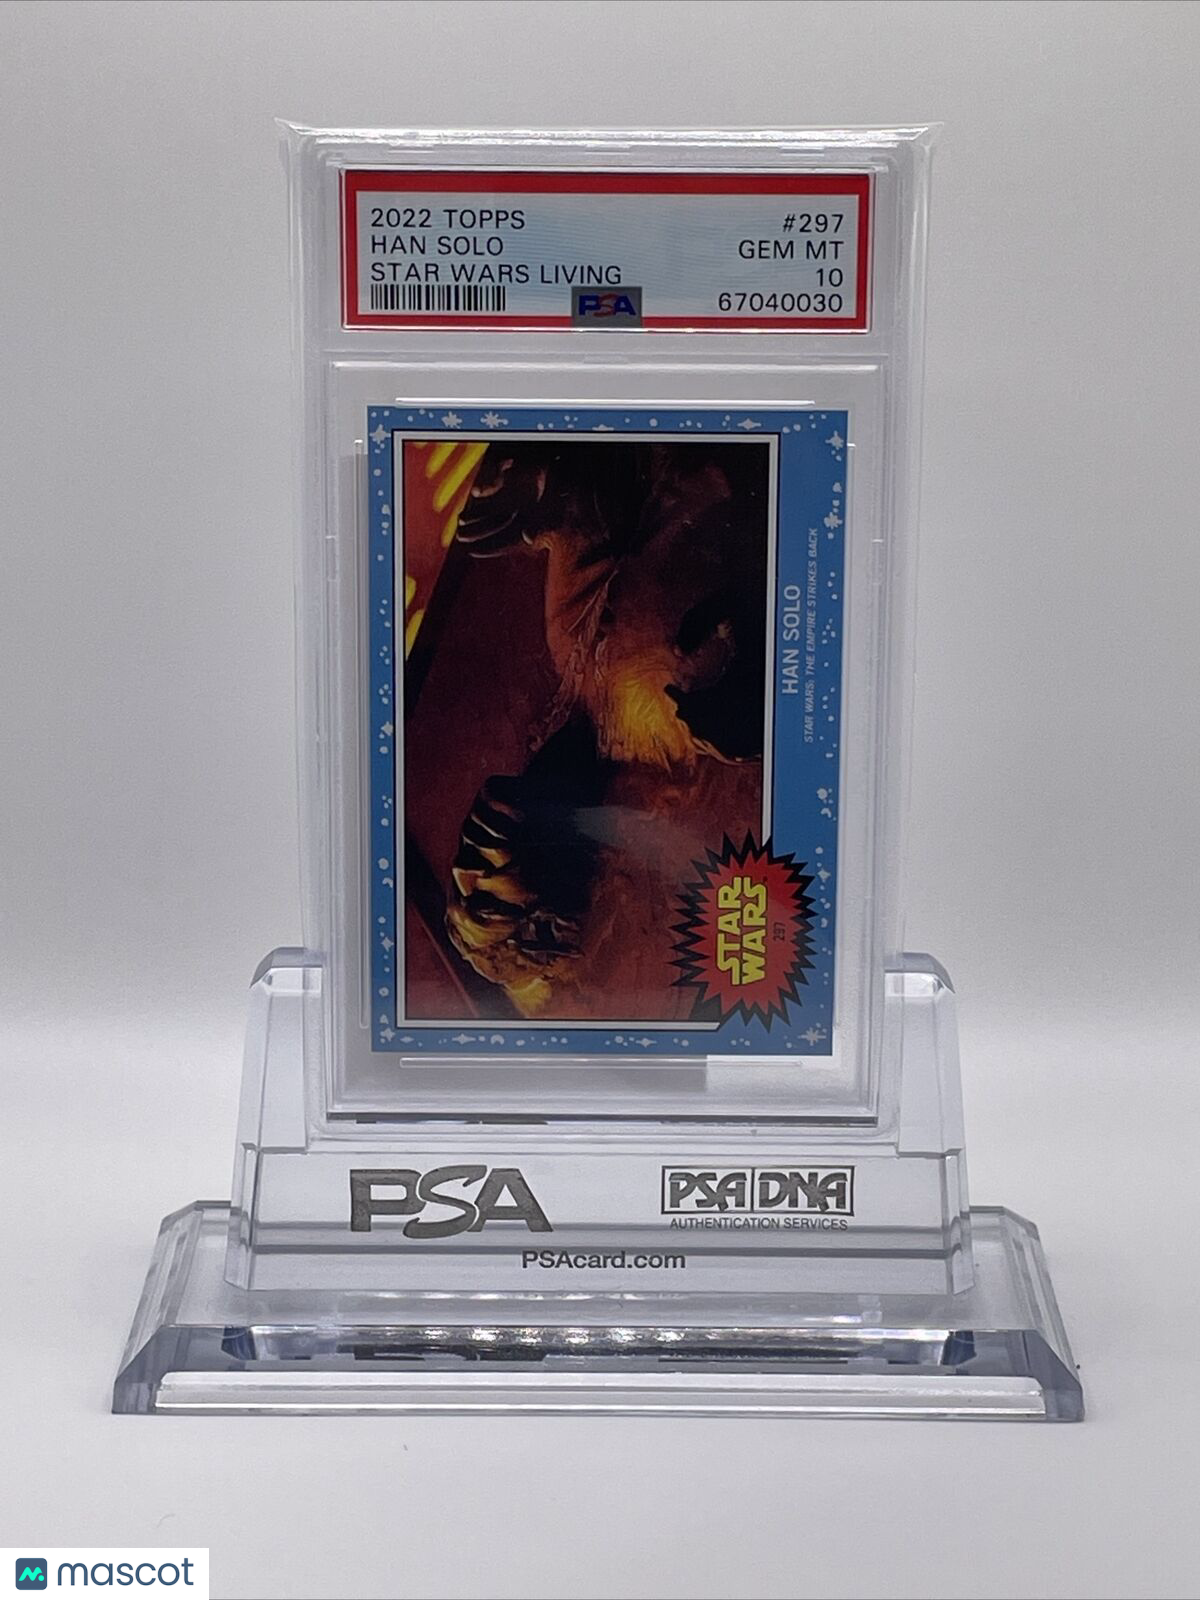 2022 TOPPS #297
HAN SOLO GEM MT
STAR WARS LIVING 10
PSA 67040030
HAN SOLO
STAR WARS: THE EMPIRE STRIKES BACK
STAR
WARS
297
PSA
PSA DNA
AUTHENTICATION SERVICES
PSAcard.com
mascot